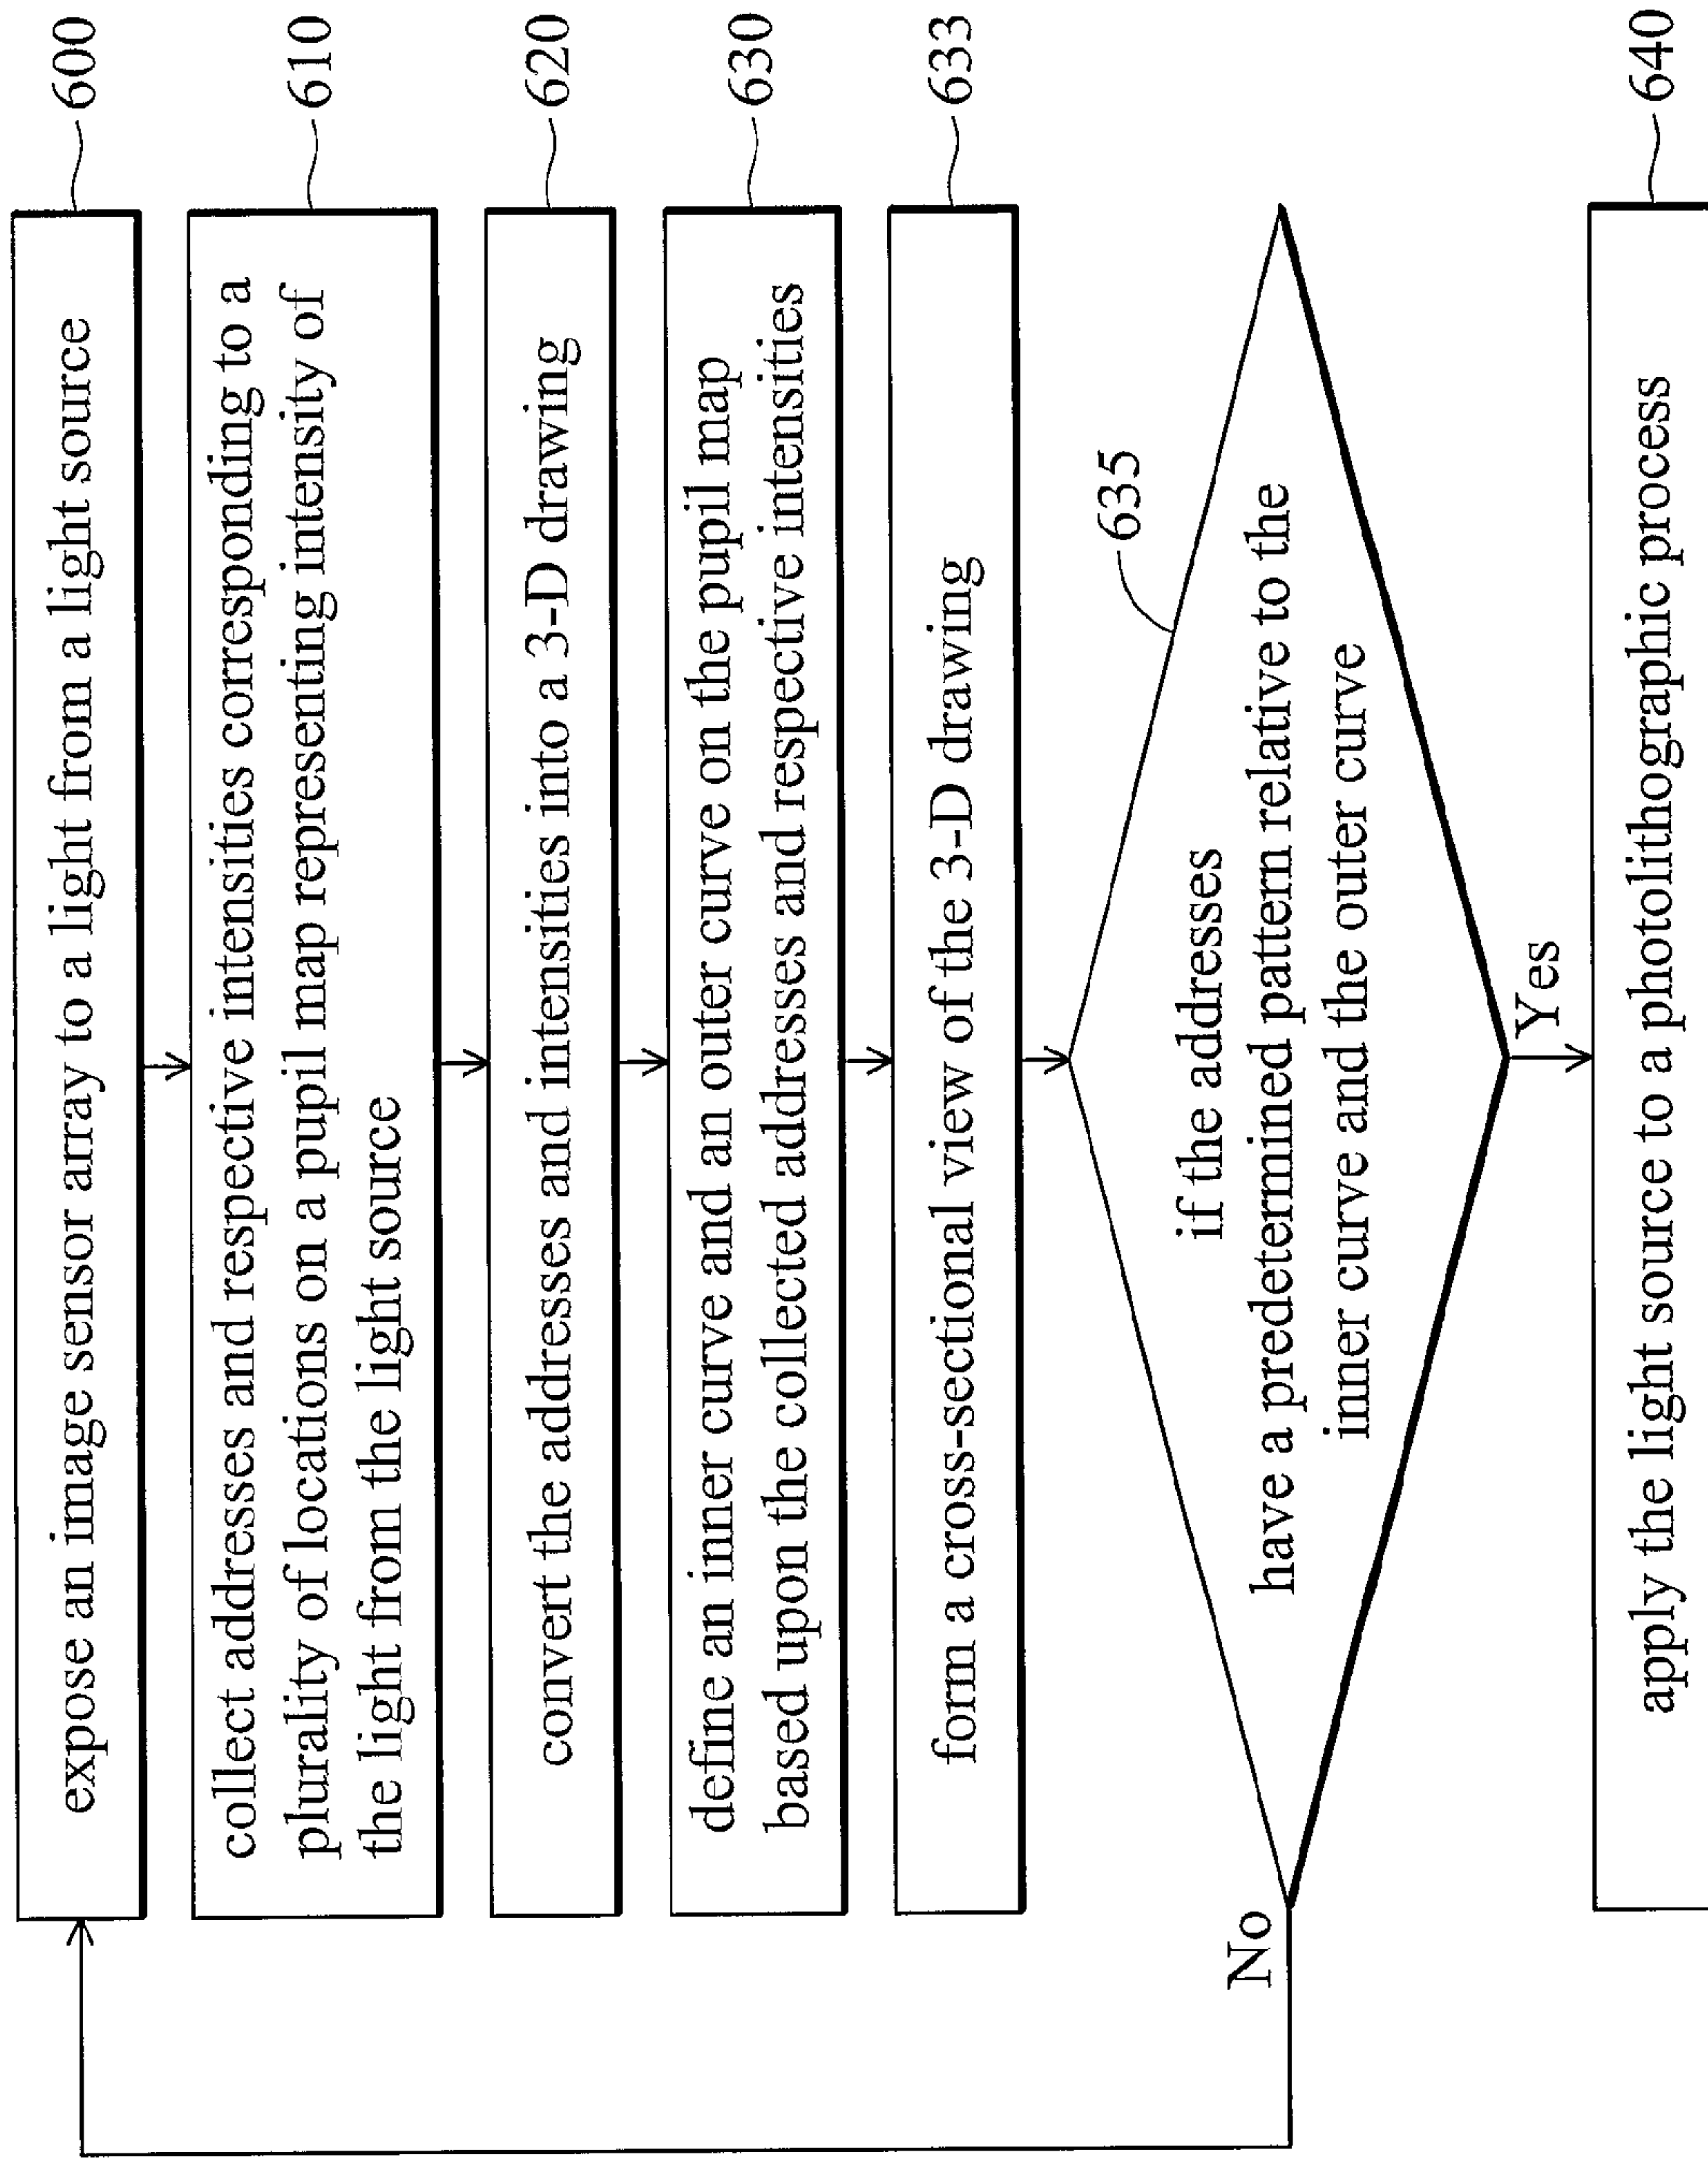 expose an image sensor array to a light from a light source
600
collect addresses and respective intensities corresponding to a
plurality of locations on a pupil map representing intensity of
the light from the light source
610
convert the addresses and intensities into a 3-D drawing
620
define an inner curve and an outer curve on the pupil map
based upon the collected addresses and respective intensities
630
form a cross-sectional view of the 3-D drawing
633
635
if the addresses
have a predetermined pattern relative to the
inner curve and the outer curve
No
Yes
apply the light source to a photolithographic process
640